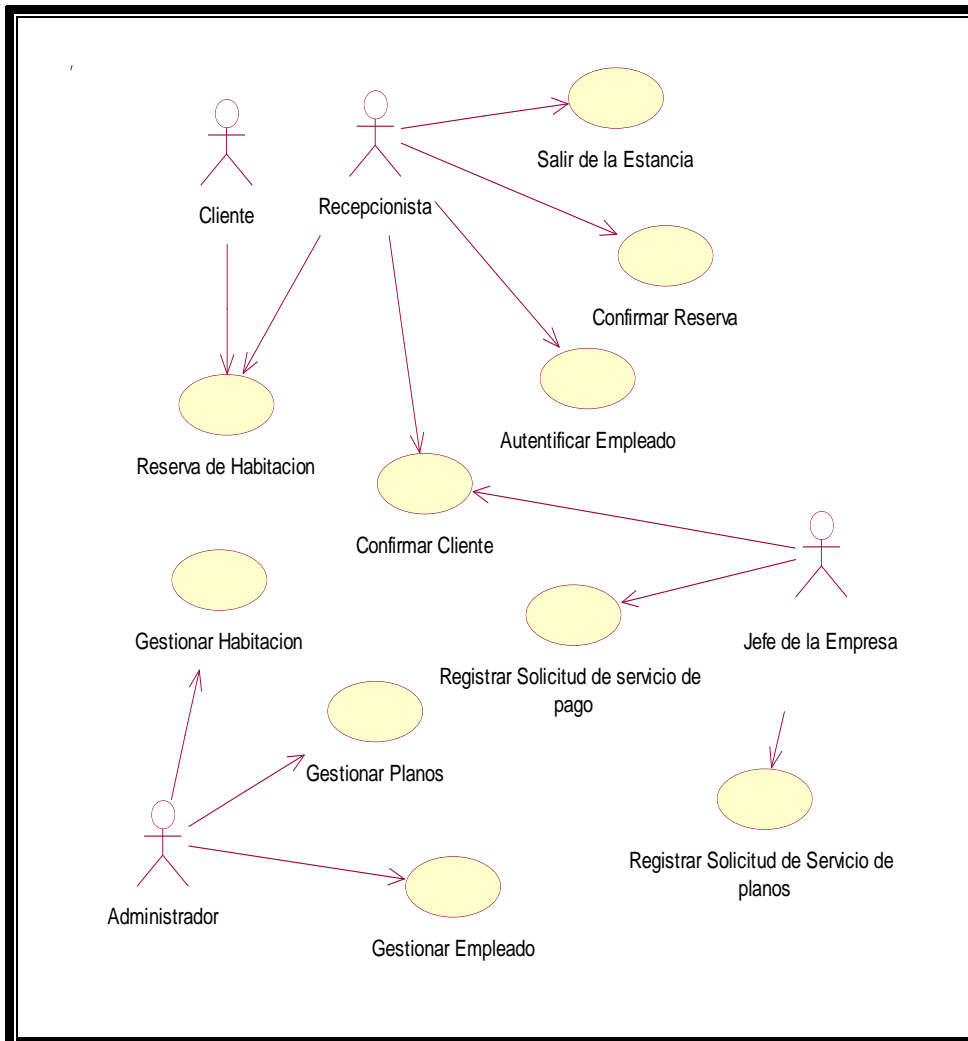 Salir de la Estancia
Cliente
Recepcionista
Confirmar Reserva
Autentificar Empleado
Reserva de Habitacion
Confirmar Cliente
Gestionar Habitacion
Jefe de la Empresa
Registrar Solicitud de servicio de
pago
Gestionar Planos
Registrar Solicitud de Servicio de
planos
Administrador
Gestionar Empleado